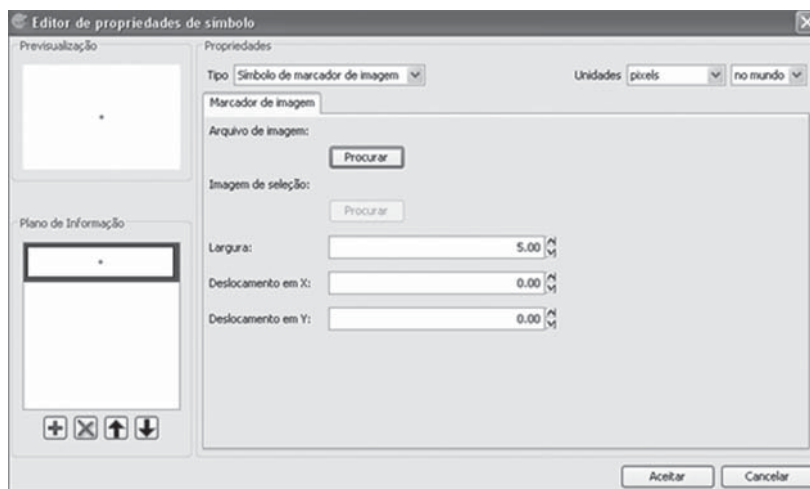 Editor de propriedades de símbolo
Previsualização
Propriedades
Tipo Símbolo de marcador de imagem
Unidades pixels no mundo
Marcador de imagem
Arquivo de imagem:
Procurar
Imagem de seleção:
Procurar
Plano de Informação
Largura: 5.00
Deslocamento em X: 0.00
Deslocamento em Y: 0.00
Aceitar Cancelar